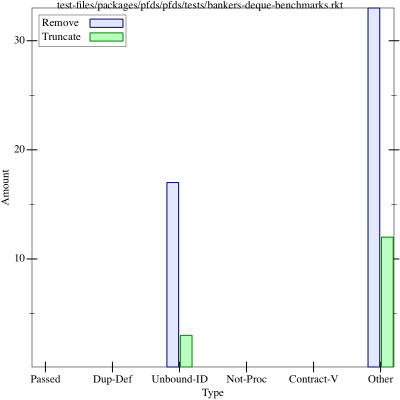 test-files/packages/pfds/pfds/tests/bankers-deque-benchmarks.rkt
Remove
Truncate
30
20
10
Amount
Passed Dup-Def Unbound-ID Not-Proc Contract-V Other
Type